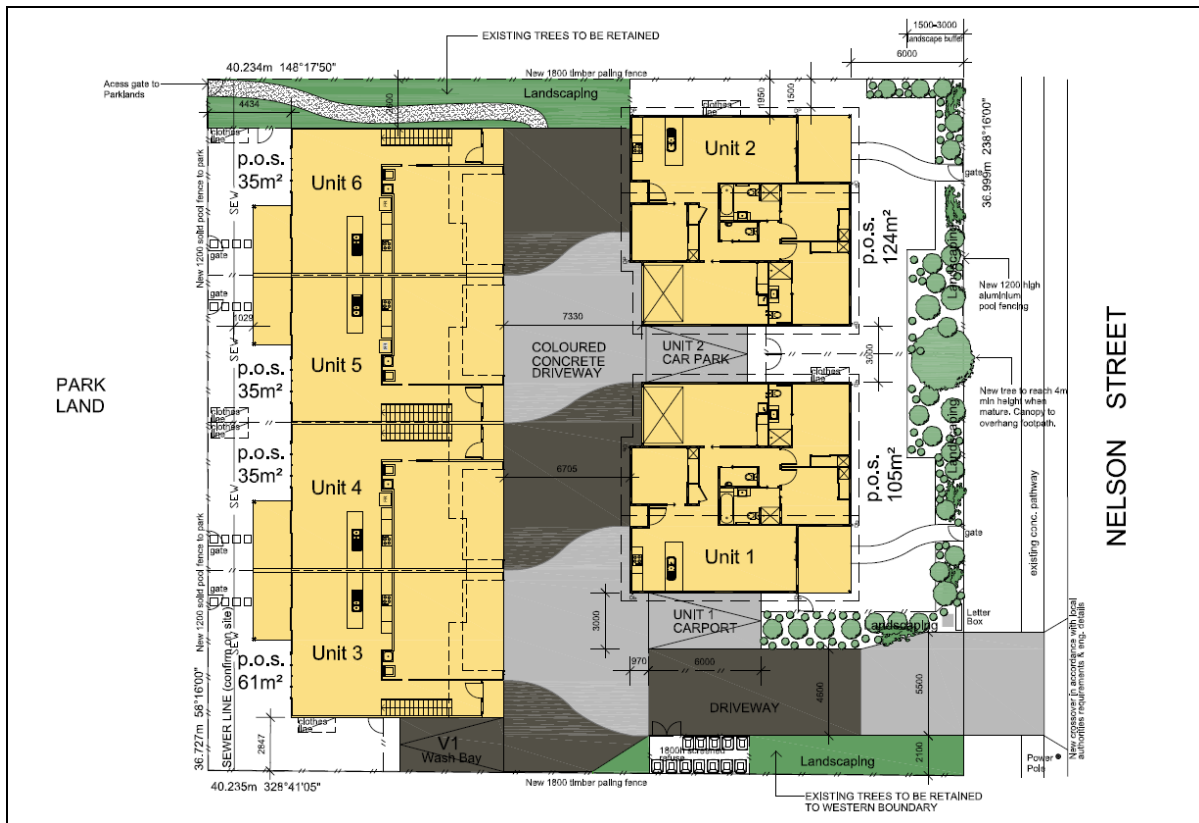 1500-3000
landscape buffer
6000
EXISTING TREES TO BE RETAINED
40.234m 148°17'50"
New 1800 timber paling fence
Acess gate to
Parklands
4434
Landscaping
1950
1500
clothes
line
clothes
line
p.o.s.
35m²
Unit 6
Unit 2
gate
36.999m 238°16'00"
SEW
New 1200 solid pool fence to park
p.o.s.
124m²
Landscaping
gate
New 1200 high
aluminium
pool fencing
1029
7330
COLOURED
CONCRETE
DRIVEWAY
UNIT 2
CAR PARK
3000
Unit 5
SEW
PARK
LAND
p.o.s.
35m²
clothes
line
New tree to reach 4m
min height when
mature. Canopy to
overhang footpath.
NELSON STREET
clothes
line
clothes
line
p.o.s.
35m²
6705
Landscaping
p.o.s.
105m²
Unit 4
SEW
gate
New 1200 solid pool fence to park
Unit 1
gate
existing conc. pathway
gate
UNIT 1
CARPORT
3000
Letter
Box
Landscaping
SEW
p.o.s.
61m²
Unit 3
970
6000
36.727m 58°16'00"
SEWER LINE (confirm on site)
DRIVEWAY
4800
5500
New crossover in accordance with local
authorities requirements & eng. details
clothes
line
2847
V1
Wash Bay
1800h screened
refuse
Landscaping
2100
Power
Pole
New 1800 timber paling fence
40.235m 328°41'05"
EXISTING TREES TO BE RETAINED
TO WESTERN BOUNDARY